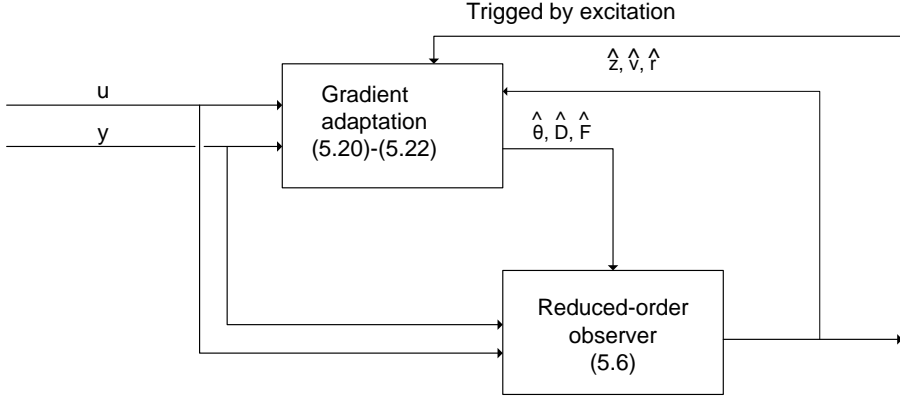 Trigged by excitation
ẑ, v̂, r̂
u
Gradient
adaptation
(5.20)-(5.22)
y
θ̂, D̂, F̂
Reduced-order
observer
(5.6)